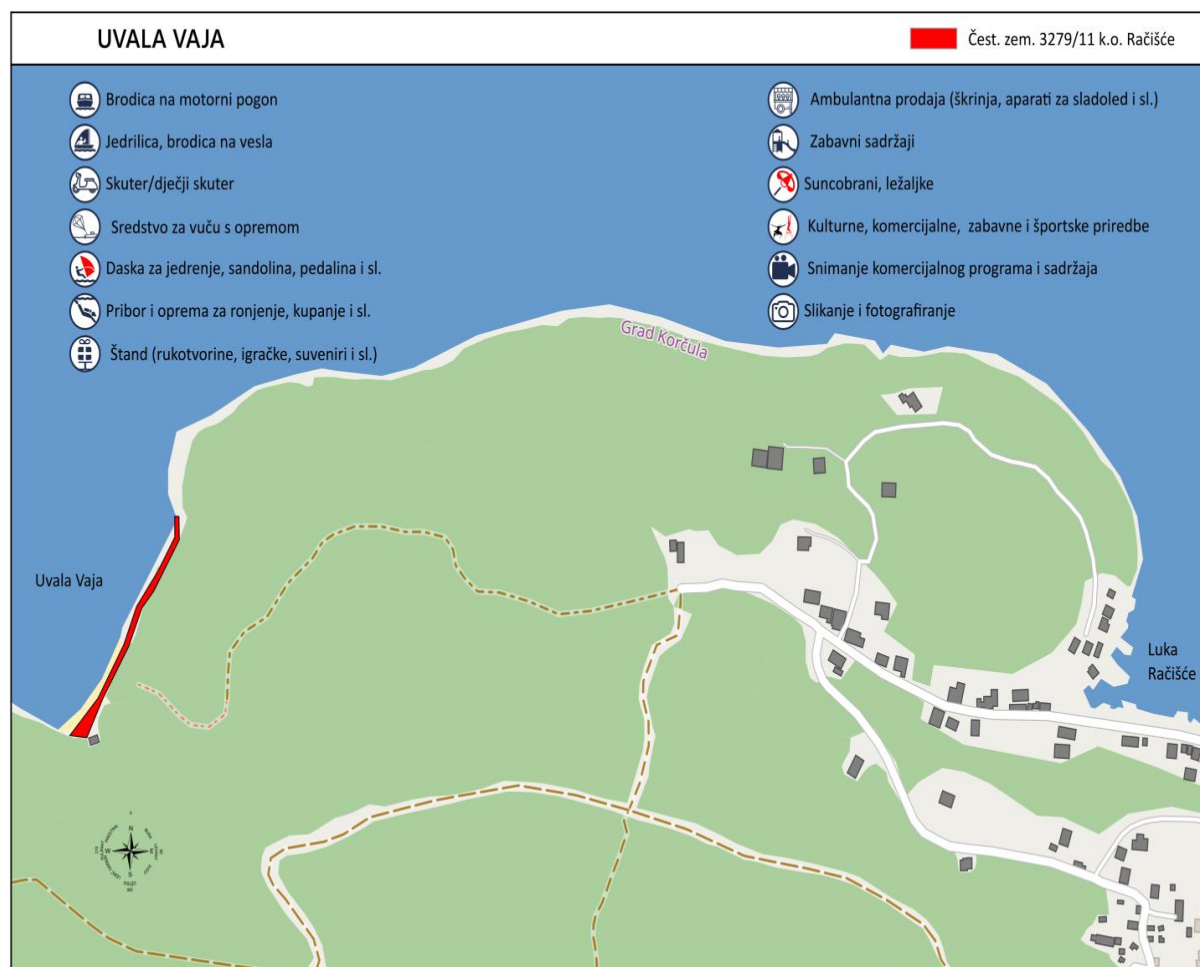 UVALA VAJA
Čest. zem. 3279/11 k.o. Račišće
Brodica na motorni pogon
Jedrilica, brodica na vesla
Skuter/dječji skuter
Sredstvo za vuču s opremom
Daska za jedrenje, sandolina, pedalina i sl.
Pribor i oprema za ronjenje, kupanje i sl.
Štand (rukotvorine, igračke, suveniri i sl.)
Ambulantna prodaja (škrinja, aparati za sladoled i sl.)
Zabavni sadržaji
Suncobrani, ležaljke
Kulturne, komercijalne, zabavne i športske priredbe
Snimanje komercijalnog programa i sadržaja
Slikanje i fotografiranje
Grad Korčula
Uvala Vaja
Luka
Račišće
N
W
E
S